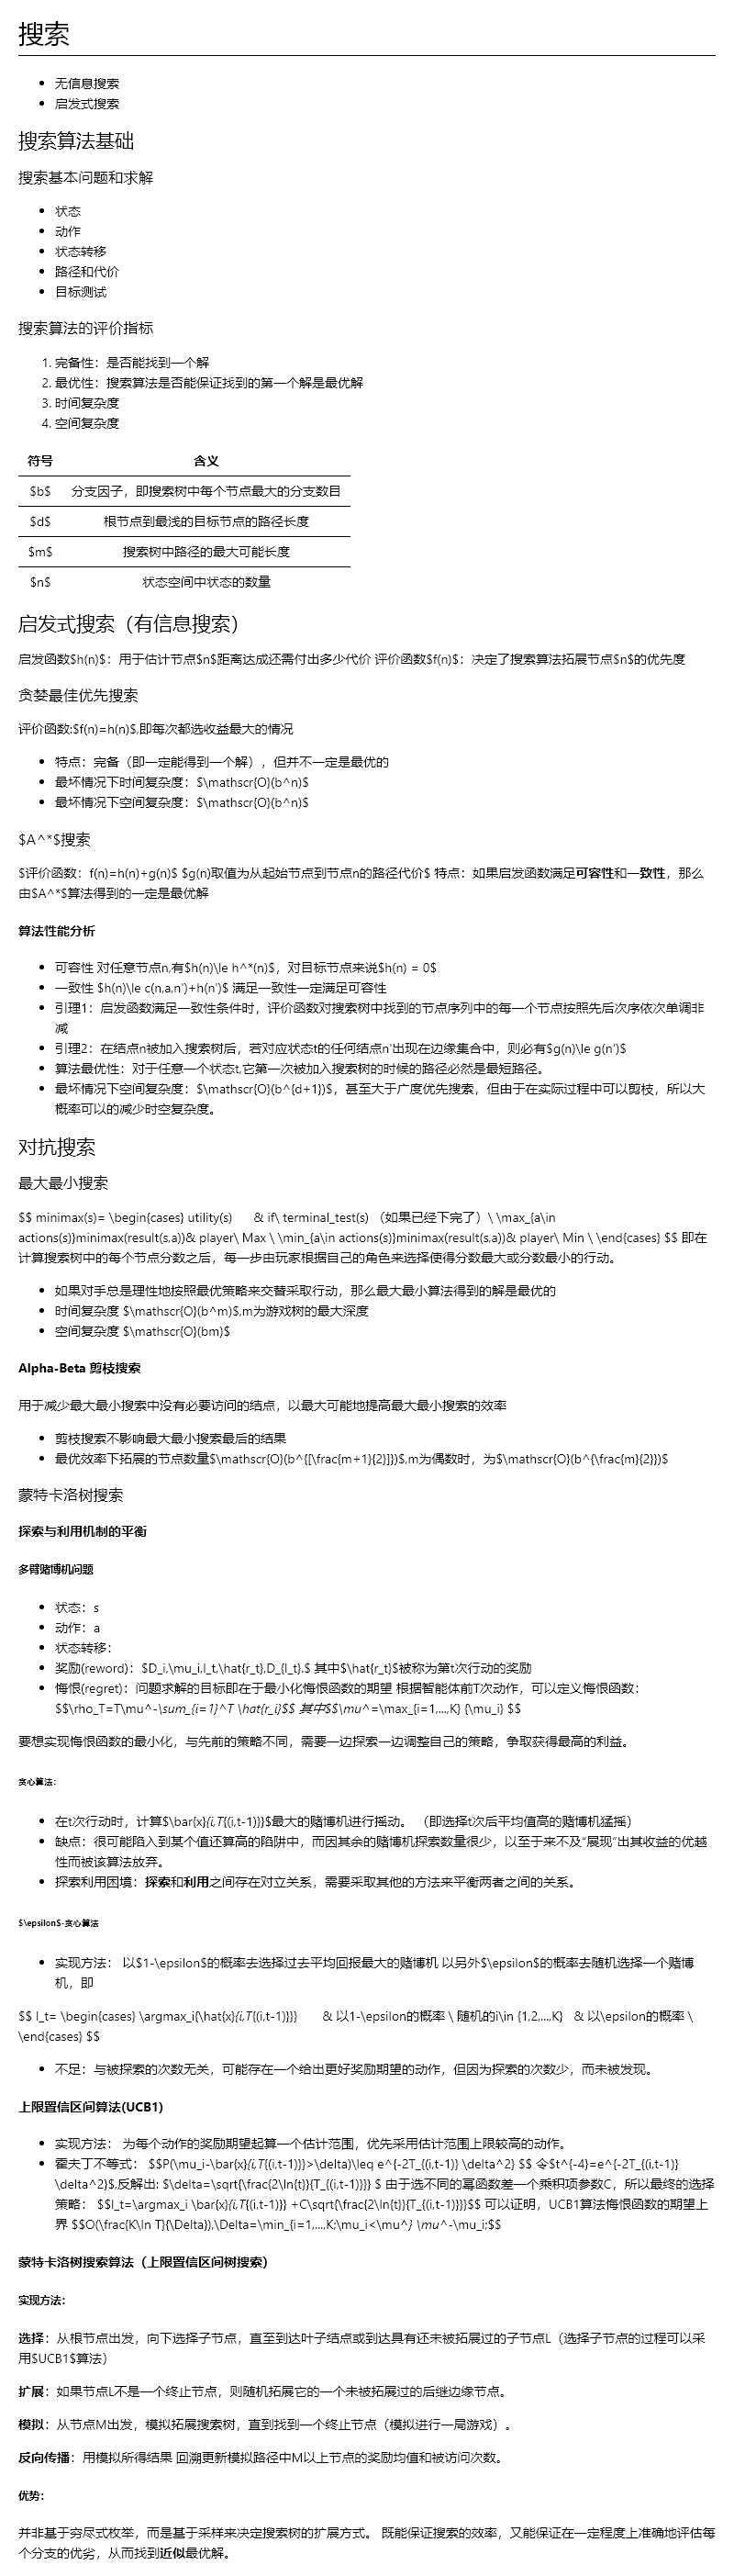 搜索
无信息搜索
启发式搜索
搜索算法基础
搜索基本问题和求解
状态
动作
状态转移
路径和代价
目标测试
搜索算法的评价指标
1. 完备性：是否能找到一个解
2. 最优性：搜索算法是否能保证找到的第一个解是最优解
3. 时间复杂度
4. 空间复杂度
符号 含义
$b$ 分支因子，即搜索树中每个节点最大的分支数目
$d$ 根节点到最浅的目标节点的路径长度
$m$ 搜索树中路径的最大可能长度
$n$ 状态空间中状态的数量
启发式搜索（有信息搜索）
启发函数$h(n)$：用于估计节点$n$距离达成还需付出多少代价 评价函数$f(n)$：决定了搜索算法拓展节点$n$的优先度
贪婪最佳优先搜索
评价函数:$f(n)=h(n)$,即每次都选收益最大的情况
特点：完备（即一定能得到一个解），但并不一定是最优的
最坏情况下时间复杂度：$\mathscr{O}(b^n)$
最坏情况下空间复杂度：$\mathscr{O}(b^n)$
$A^*$搜索
$评价函数：f(n)=h(n)+g(n)$ $g(n)取值为从起始节点到节点n的路径代价$ 特点：如果启发函数满足可容性和一致性，那么
由$A^*$算法得到的一定是最优解
算法性能分析
可容性 对任意节点n,有$h(n)\le h^*(n)$，对目标节点来说$h(n) = 0$
一致性 $h(n)\le c(n,a,n')+h(n')$ 满足一致性一定满足可容性
引理1：启发函数满足一致性条件时，评价函数对搜索树中找到的节点序列中的每一个节点按照先后次序依次单调非
减
引理2：在结点n被加入搜索树后，若对应状态t的任何结点n'出现在边缘集合中，则必有$g(n)\le g(n')$
算法最优性：对于任意一个状态t,它第一次被加入搜索树的时候的路径必然是最短路径。
最坏情况下空间复杂度：$\mathscr{O}(b^{d+1})$，甚至大于广度优先搜索，但由于在实际过程中可以剪枝，所以大
概率可以的减少时空复杂度。
对抗搜索
最大最小搜索
$$ minimax(s)= \begin{cases} utility(s) & if\ terminal_test(s) （如果已经下完了）\ \max_{a\in
actions(s)}minimax(result(s,a))& player\ Max \ \min_{a\in actions(s)}minimax(result(s,a))& player\ Min \ \end{cases} $$ 即在
计算搜索树中的每个节点分数之后，每一步由玩家根据自己的角色来选择使得分数最大或分数最小的行动。
如果对手总是理性地按照最优策略来交替采取行动，那么最大最小算法得到的解是最优的
时间复杂度 $\mathscr{O}(b^m)$,m为游戏树的最大深度
空间复杂度 $\mathscr{O}(bm)$
Alpha-Beta 剪枝搜索
用于减少最大最小搜索中没有必要访问的结点，以最大可能地提高最大最小搜索的效率
剪枝搜索不影响最大最小搜索最后的结果
最优效率下拓展的节点数量$\mathscr{O}(b^{[\frac{m+1}{2}]})$,m为偶数时，为$\mathscr{O}(b^{\frac{m}{2}})$
蒙特卡洛树搜索
探索与利用机制的平衡
多臂赌博机问题
状态：s
动作：a
状态转移：
奖励(reword)：$D_i,\mu_i,l_t,\hat{r_t},D_{l_t},$ 其中$\hat{r_t}$被称为第t次行动的奖励
悔恨(regret)：问题求解的目标即在于最小化悔恨函数的期望 根据智能体前T次动作，可以定义悔恨函数：
$$\rho_T=T\mu^-\sum_{i=1}^T \hat{r_i}$$ 其中$$\mu^=\max_{i=1,...,K} {\mu_i} $$
要想实现悔恨函数的最小化，与先前的策略不同，需要一边探索一边调整自己的策略，争取获得最高的利益。
贪心算法：
在t次行动时，计算$\bar{x}{i,T{(i,t-1)}}$最大的赌博机进行摇动。 （即选择t次后平均值高的赌博机猛摇）
缺点：很可能陷入到某个值还算高的陷阱中，而因其余的赌博机探索数量很少，以至于来不及“展现”出其收益的优越
性而被该算法放弃。
探索利用困境：探索和利用之间存在对立关系，需要采取其他的方法来平衡两者之间的关系。
$\epsilon$-贪心算法
实现方法： 以$1-\epsilon$的概率去选择过去平均回报最大的赌博机 以另外$\epsilon$的概率去随机选择一个赌博
机，即
$$ l_t= \begin{cases} \argmax_i{\hat{x}{i,T{(i,t-1)}}} & 以1-\epsilon的概率 \ 随机的i\in {1,2,...,K} & 以\epsilon的概率 \
\end{cases} $$
不足：与被探索的次数无关，可能存在一个给出更好奖励期望的动作，但因为探索的次数少，而未被发现。
上限置信区间算法(UCB1)
实现方法： 为每个动作的奖励期望起算一个估计范围，优先采用估计范围上限较高的动作。
霍夫丁不等式： $$P(\mu_i-\bar{x}{i,T{(i,t-1)}}>\delta)\leq e^{-2T_{(i,t-1)} \delta^2} $$ 令$t^{-4}=e^{-2T_{(i,t-1)}
\delta^2}$,反解出: $\delta=\sqrt{\frac{2\ln{t}}{T_{(i,t-1)}}} $ 由于选不同的幂函数差一个乘积项参数C，所以最终的选择
策略： $$l_t=\argmax_i \bar{x}{i,T{(i,t-1)}} +C\sqrt{\frac{2\ln{t}}{T_{(i,t-1)}}}$$ 可以证明，UCB1算法悔恨函数的期望上
界 $$O(\frac{K\ln T}{\Delta}),\Delta=\min_{i=1,...,K;\mu_i<\mu^} \mu^-\mu_i;$$
蒙特卡洛树搜索算法（上限置信区间树搜索）
实现方法：
选择：从根节点出发，向下选择子节点，直至到达叶子结点或到达具有还未被拓展过的子节点L（选择子节点的过程可以采
用$UCB1$算法）
扩展：如果节点L不是一个终止节点，则随机拓展它的一个未被拓展过的后继边缘节点。
模拟：从节点M出发，模拟拓展搜索树，直到找到一个终止节点（模拟进行一局游戏）。
反向传播：用模拟所得结果 回溯更新模拟路径中M以上节点的奖励均值和被访问次数。
优势：
并非基于穷尽式枚举，而是基于采样来决定搜索树的扩展方式。 既能保证搜索的效率，又能保证在一定程度上准确地评估每
个分支的优劣，从而找到近似最优解。